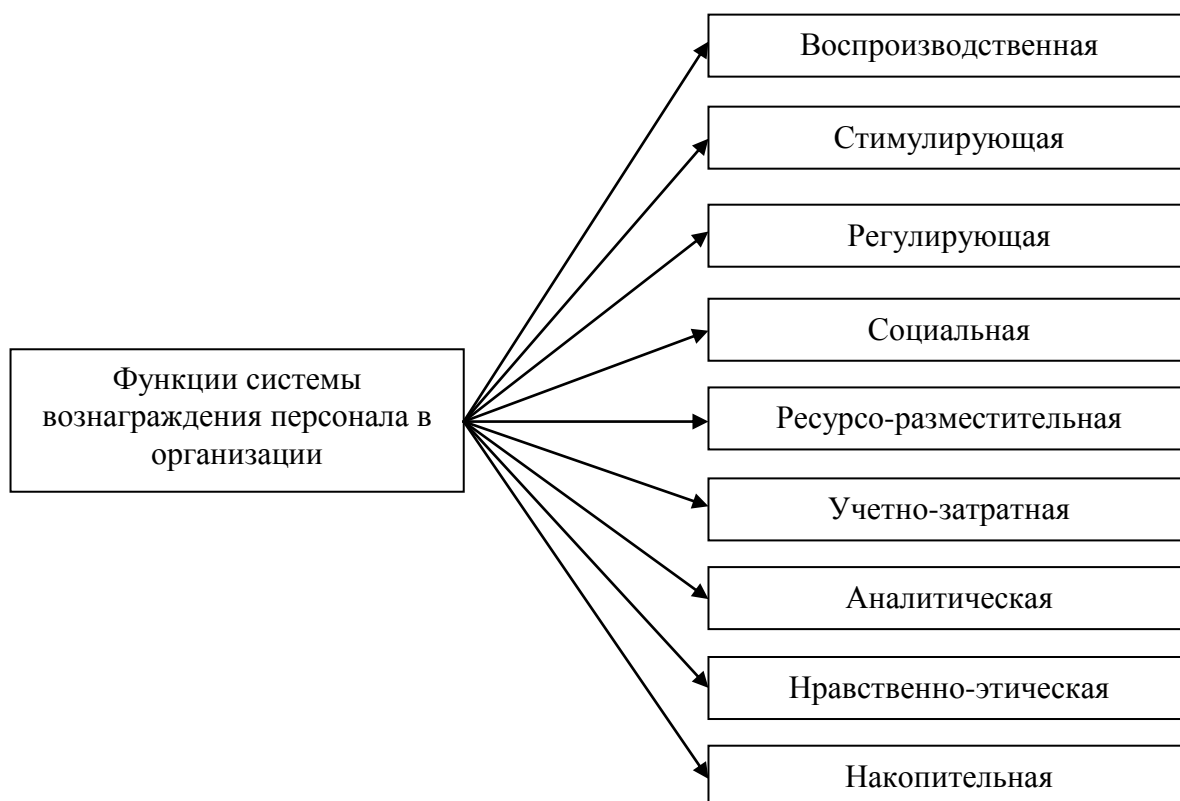 Воспроизводственная
Стимулирующая
Регулирующая
Социальная
Функции системы
вознаграждения персонала в
организации
Ресурсо-разместительная
Учетно-затратная
Аналитическая
Нравственно-этическая
Накопительная